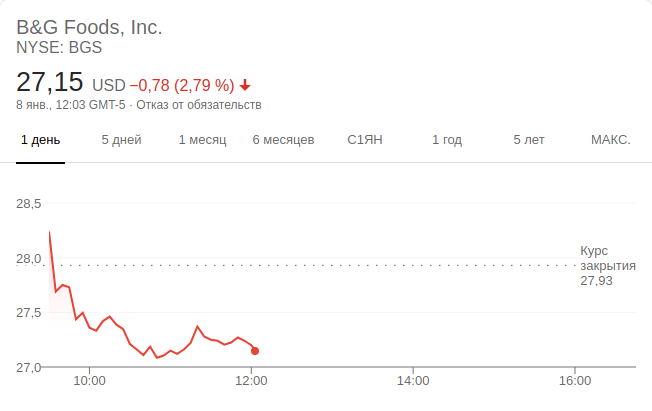 B&G Foods, Inc.
NYSE: BGS
27,15 USD −0,78 (2,79 %)
8 янв., 12:03 GMT-5 · Отказ от обязательств
1 день 5 дней 1 месяц 6 месяцев С1ЯН 1 год 5 лет МАКС.
28,5
28,0
27,5
27,0
Курс
закрытия
27,93
10:00 12:00 14:00 16:00